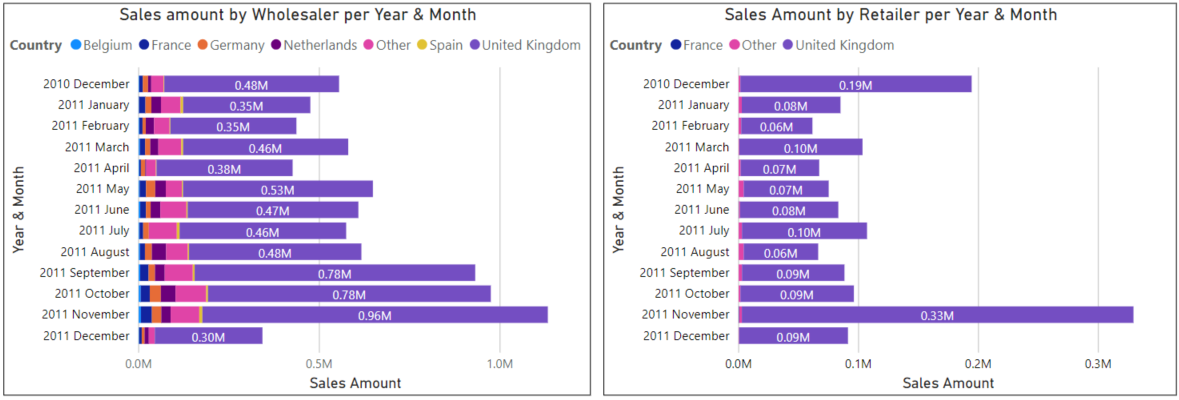 Sales amount by Wholesaler per Year & Month
Country Belgium France Germany Netherlands Other Spain United Kingdom
Year & Month
2010 December 0.48M
2011 January 0.35M
2011 February 0.35M
2011 March 0.46M
2011 April 0.38M
2011 May 0.53M
2011 June 0.47M
2011 July 0.46M
2011 August 0.48M
2011 September 0.78M
2011 October 0.78M
2011 November 0.96M
2011 December 0.30M
0.0M 0.5M 1.0M
Sales Amount
Sales Amount by Retailer per Year & Month
Country France Other United Kingdom
Year & Month
2010 December 0.19M
2011 January 0.08M
2011 February 0.06M
2011 March 0.10M
2011 April 0.07M
2011 May 0.07M
2011 June 0.08M
2011 July 0.10M
2011 August 0.06M
2011 September 0.09M
2011 October 0.09M
2011 November 0.33M
2011 December 0.09M
0.0M 0.1M 0.2M 0.3M
Sales Amount